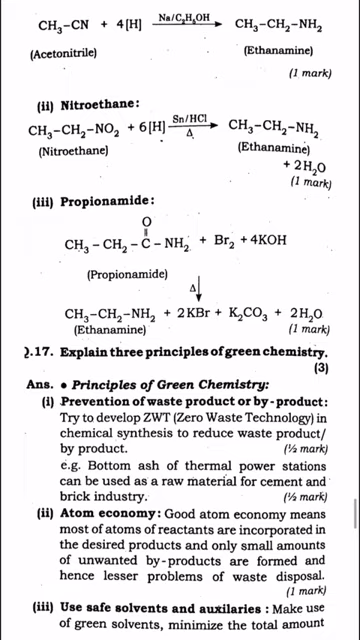 Na/C₂H₅OH
CH₃–CN + 4[H] ⟶ CH₃–CH₂–NH₂
(Acetonitrile) (Ethanamine)
(1 mark)
(ii) Nitroethane:
Sn/HCl
CH₃–CH₂–NO₂ + 6[H] ⟶ CH₃–CH₂–NH₂
Δ
(Nitroethane) (Ethanamine)
+ 2H₂O
(1 mark)
(iii) Propionamide:
O
||
CH₃ – CH₂ – C – NH₂ + Br₂ + 4KOH
(Propionamide)
Δ↓
CH₃–CH₂–NH₂ + 2KBr + K₂CO₃ + 2H₂O
(Ethanamine) (1 mark)
Q.17. Explain three principles of green chemistry.
(3)
Ans. • Principles of Green Chemistry:
(i) Prevention of waste product or by-product:
Try to develop ZWT (Zero Waste Technology) in
chemical synthesis to reduce waste product/
by product. (½ mark)
e.g. Bottom ash of thermal power stations
can be used as a raw material for cement and
brick industry. (½ mark)
(ii) Atom economy: Good atom economy means
most of atoms of reactants are incorporated in
the desired products and only small amounts
of unwanted by-products are formed and
hence lesser problems of waste disposal.
(1 mark)
(iii) Use safe solvents and auxilaries : Make use
of green solvents, minimize the total amount